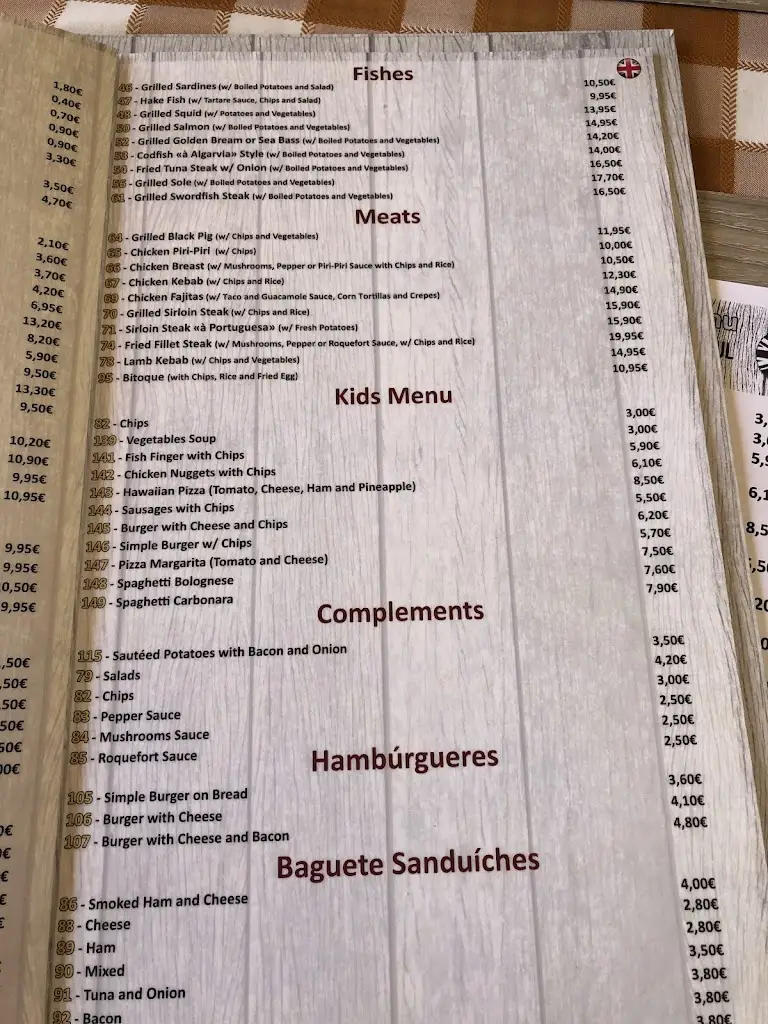 1,80€
0,40€
0,70€
0,90€
0,90€
3,30€
3,50€
4,70€
2,10€
3,60€
3,70€
4,20€
6,95€
13,20€
8,20€
5,90€
9,50€
13,30€
9,50€
10,20€
10,90€
9,95€
10,95€
9,95€
9,95€
0,50€
9,95€
,50€
,50€
50€
50€
50€
00€
Fishes
46 - Grilled Sardines (w/ Boiled Potatoes and Salad) 10,50€
47 - Hake Fish (w/ Tartare Sauce, Chips and Salad) 9,95€
48 - Grilled Squid (w/ Potatoes and Vegetables) 13,95€
50 - Grilled Salmon (w/ Boiled Potatoes and Vegetables) 14,95€
52 - Grilled Golden Bream or Sea Bass (w/ Boiled Potatoes and Vegetables) 14,20€
53 - Codfish «à Algarvia» Style (w/ Boiled Potatoes and Vegetables) 14,00€
54 - Fried Tuna Steak w/ Onion (w/ Boiled Potatoes and Vegetables) 16,50€
56 - Grilled Sole (w/ Boiled Potatoes and Vegetables) 17,70€
61 - Grilled Swordfish Steak (w/ Boiled Potatoes and Vegetables) 16,50€
Meats
64 - Grilled Black Pig (w/ Chips and Vegetables) 11,95€
65 - Chicken Piri-Piri (w/ Chips) 10,00€
66 - Chicken Breast (w/ Mushrooms, Pepper or Piri-Piri Sauce with Chips and Rice) 10,50€
67 - Chicken Kebab (w/ Chips and Rice) 12,30€
69 - Chicken Fajitas (w/ Taco and Guacamole Sauce, Corn Tortillas and Crepes) 14,90€
70 - Grilled Sirloin Steak (w/ Chips and Rice) 15,90€
71 - Sirloin Steak «à Portuguesa» (w/ Fresh Potatoes) 15,90€
74 - Fried Fillet Steak (w/ Mushrooms, Pepper or Roquefort Sauce, w/ Chips and Rice) 19,95€
78 - Lamb Kebab (w/ Chips and Vegetables) 14,95€
95 - Bitoque (with Chips, Rice and Fried Egg) 10,95€
Kids Menu
82 - Chips 3,00€
139 - Vegetables Soup 3,00€
141 - Fish Finger with Chips 5,90€
142 - Chicken Nuggets with Chips 6,10€
143 - Hawaiian Pizza (Tomato, Cheese, Ham and Pineapple) 8,50€
144 - Sausages with Chips 5,50€
145 - Burger with Cheese and Chips 6,20€
146 - Simple Burger w/ Chips 5,70€
147 - Pizza Margarita (Tomato and Cheese) 7,50€
148 - Spaghetti Bolognese 7,60€
149 - Spaghetti Carbonara 7,90€
Complements
115 - Sautéed Potatoes with Bacon and Onion 3,50€
79 - Salads 4,20€
82 - Chips 3,00€
83 - Pepper Sauce 2,50€
84 - Mushrooms Sauce 2,50€
85 - Roquefort Sauce 2,50€
Hambúrgueres
105 - Simple Burger on Bread 3,60€
106 - Burger with Cheese 4,10€
107 - Burger with Cheese and Bacon 4,80€
Baguete Sanduíches
86 - Smoked Ham and Cheese 4,00€
88 - Cheese 2,80€
89 - Ham 2,80€
90 - Mixed 3,50€
91 - Tuna and Onion 3,80€
92 - Bacon 3,80€
3,80€